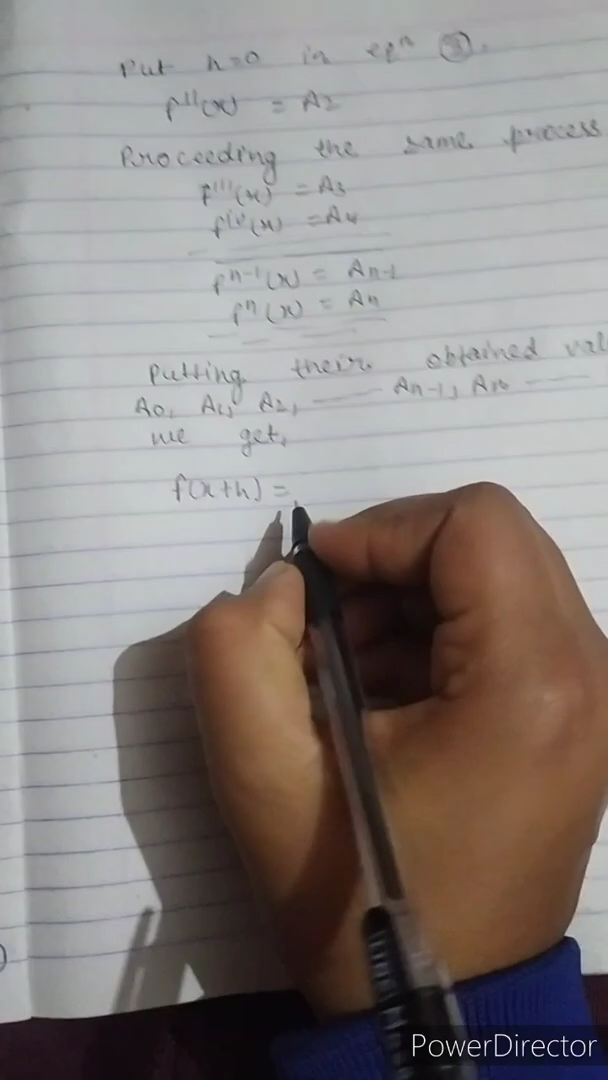 Put h=0 in eqⁿ ③.
f''(x) = A2
Proceeding the same process
f'''(x) = A3
fⁱᵛ(x) = A4
fⁿ⁻¹(x) = An-1
fⁿ(x) = An
Putting their obtained val
A0, A1, A2, —— An-1, An ——
we get,
f(x+h) =
PowerDirector